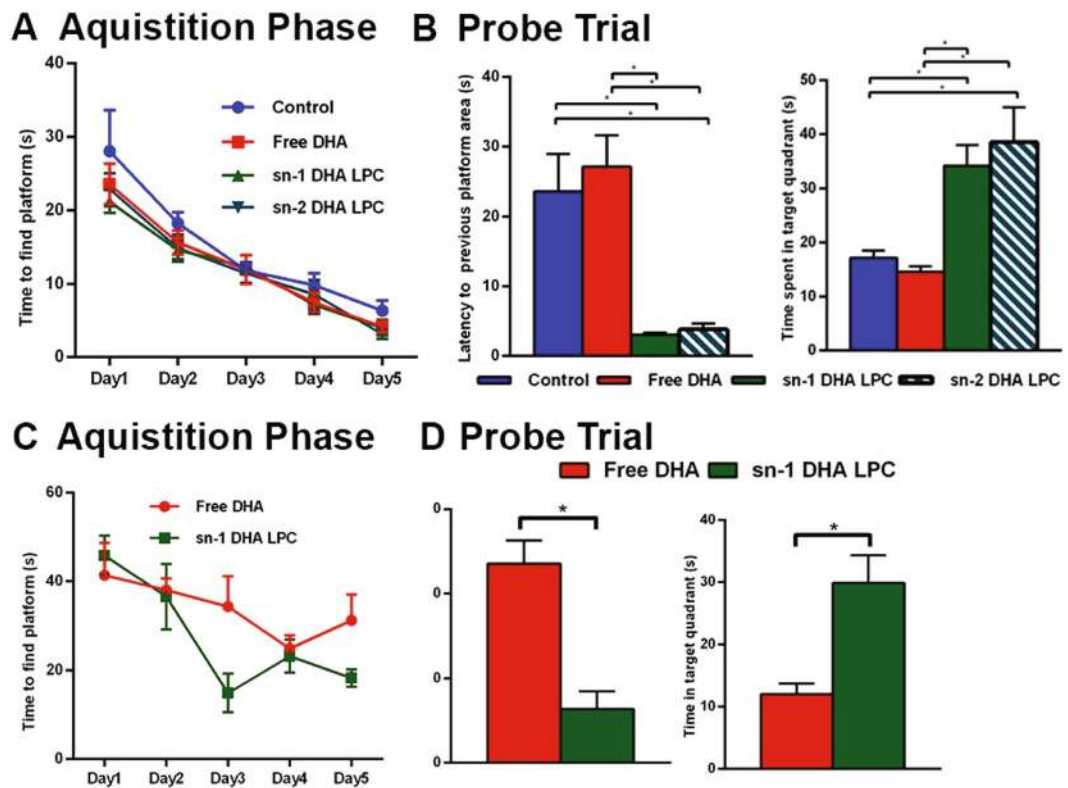 A Aquistition Phase
Time to find platform (s)
40
30
20
10
0
Control
Free DHA
sn-1 DHA LPC
sn-2 DHA LPC
Day1 Day2 Day3 Day4 Day5
B Probe Trial
Latency to previous platform area (s)
40
30
20
10
0
* * * *
Time spent in target quadrant (s)
50
40
30
20
10
0
* * * *
Control Free DHA sn-1 DHA LPC sn-2 DHA LPC
C Aquistition Phase
Time to find platform (s)
60
40
20
0
Free DHA
sn-1 DHA LPC
Day1 Day2 Day3 Day4 Day5
D Probe Trial
Free DHA sn-1 DHA LPC
0
0
0
0
*
Time in target quadrant (s)
40
30
20
10
0
*